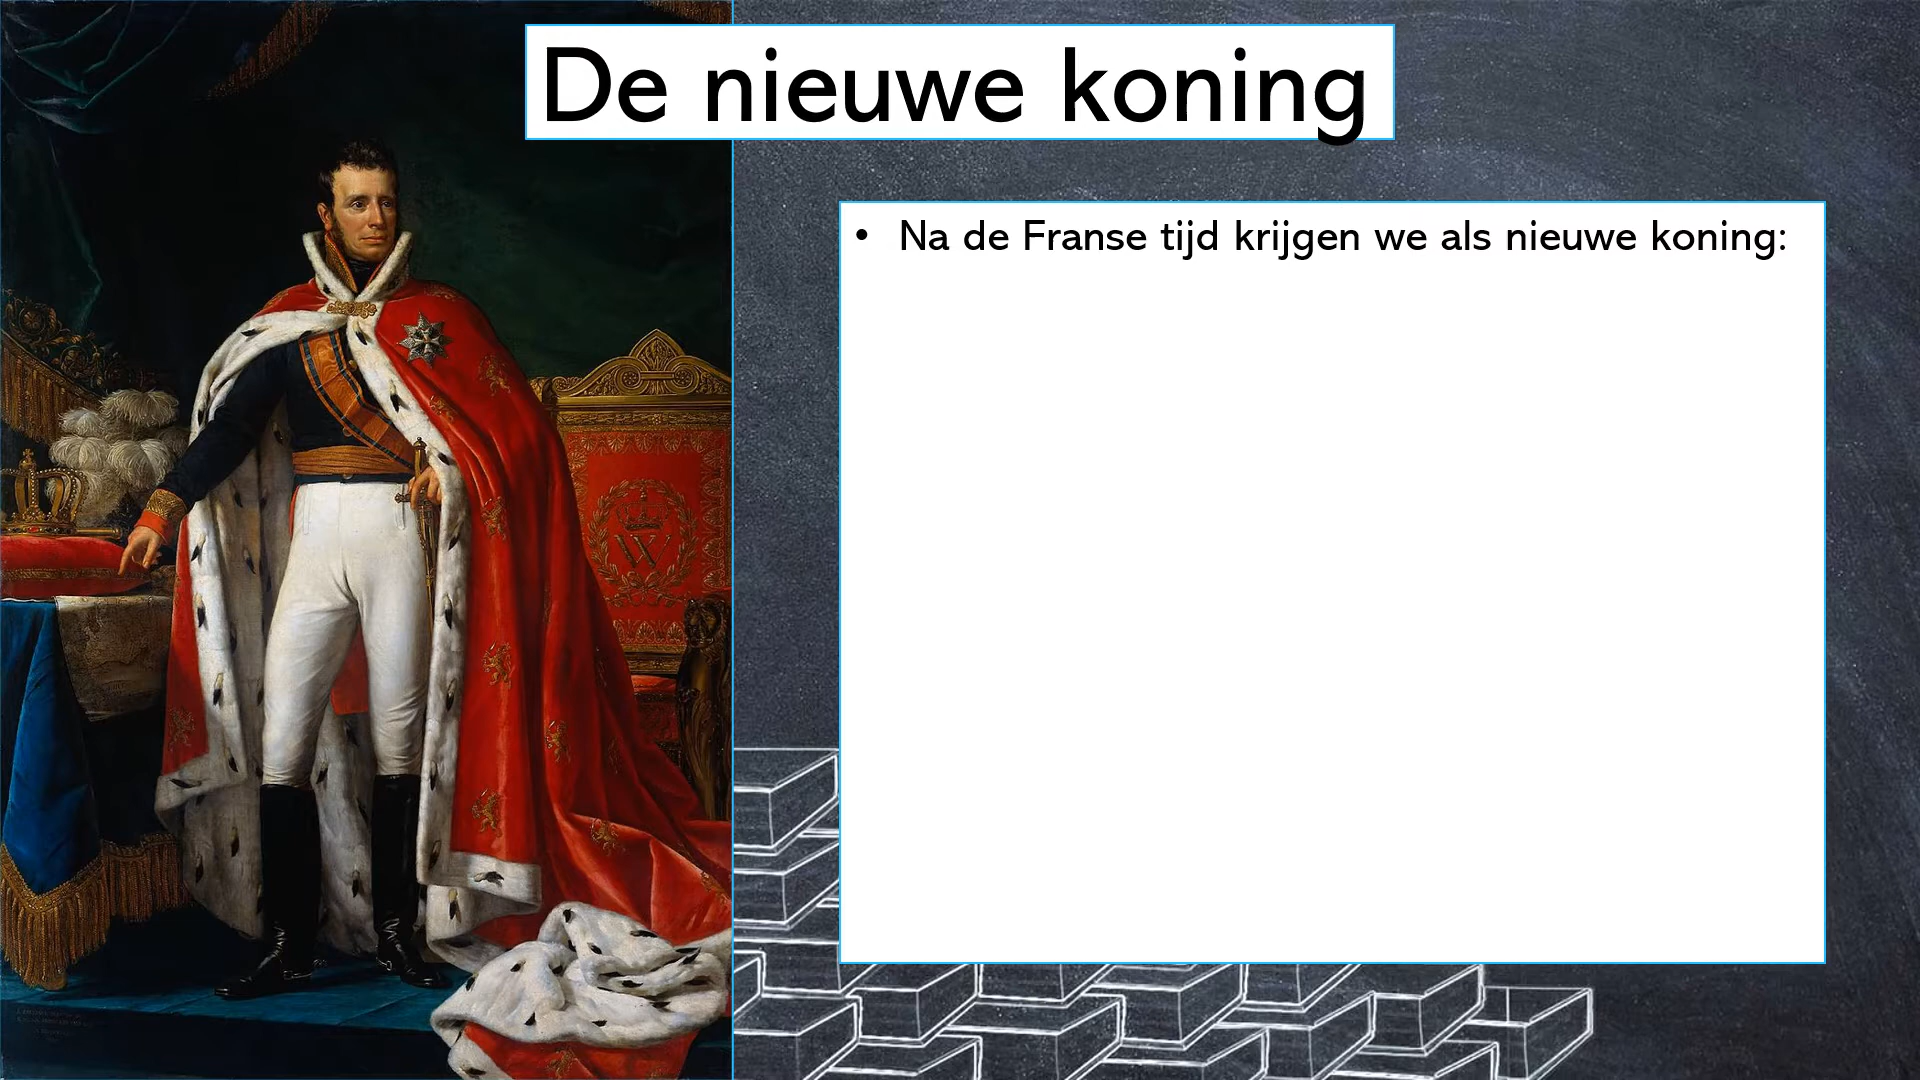 De nieuwe koning
• Na de Franse tijd krijgen we als nieuwe koning:
W